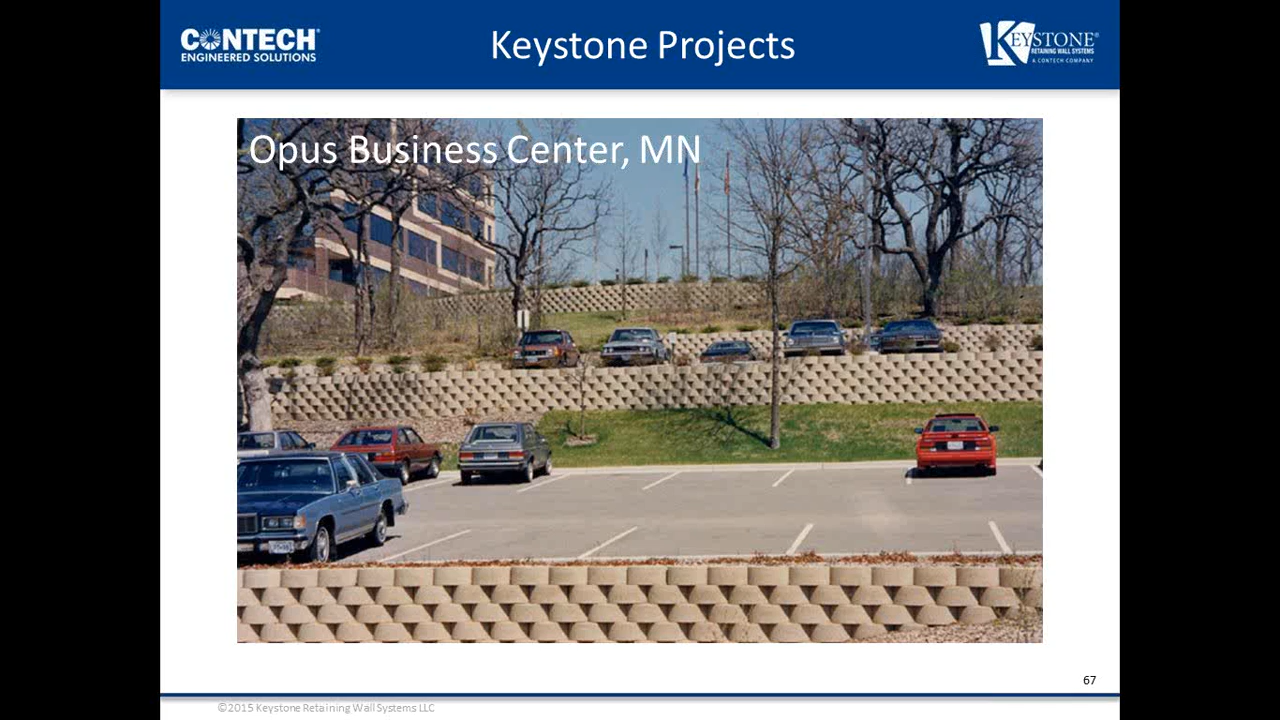 CONTECH®
ENGINEERED SOLUTIONS
Keystone Projects
KEYSTONE®
RETAINING WALL SYSTEMS
A CONTECH COMPANY
Opus Business Center, MN
67
©2015 Keystone Retaining Wall Systems LLC